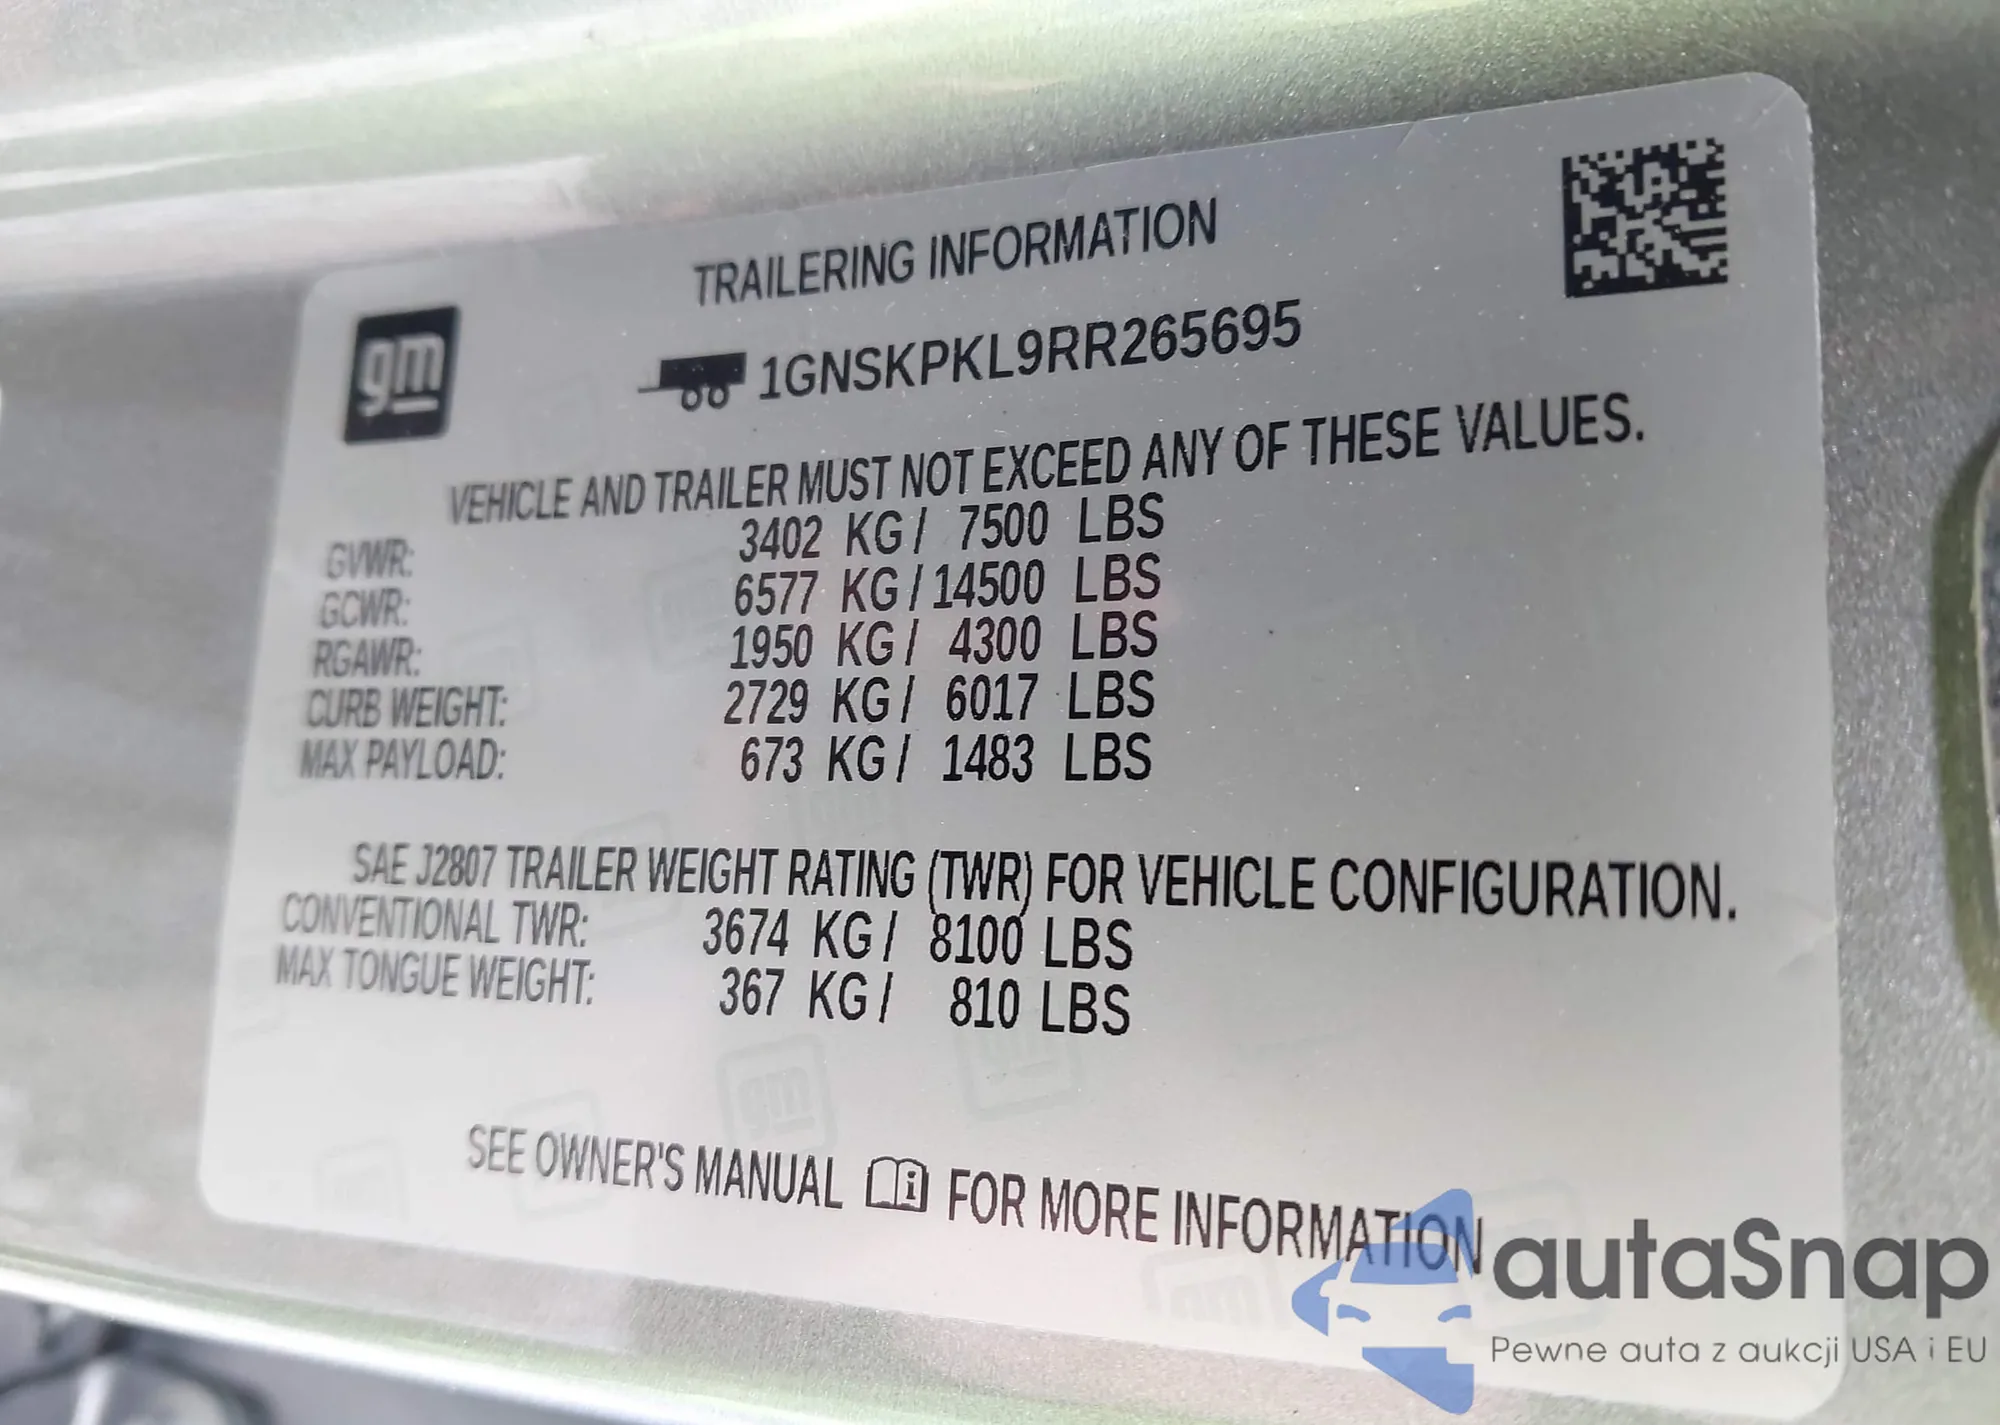 TRAILERING INFORMATION
gm
1GNSKPKL9RR265695
VEHICLE AND TRAILER MUST NOT EXCEED ANY OF THESE VALUES.
GVWR: 3402 KG / 7500 LBS
GCWR: 6577 KG / 14500 LBS
RGAWR: 1950 KG / 4300 LBS
CURB WEIGHT: 2729 KG / 6017 LBS
MAX PAYLOAD: 673 KG / 1483 LBS
SAE J2807 TRAILER WEIGHT RATING (TWR) FOR VEHICLE CONFIGURATION.
CONVENTIONAL TWR: 3674 KG / 8100 LBS
MAX TONGUE WEIGHT: 367 KG / 810 LBS
SEE OWNER'S MANUAL i FOR MORE INFORMATION
autaSnap
Pewne auta z aukcji USA i EU